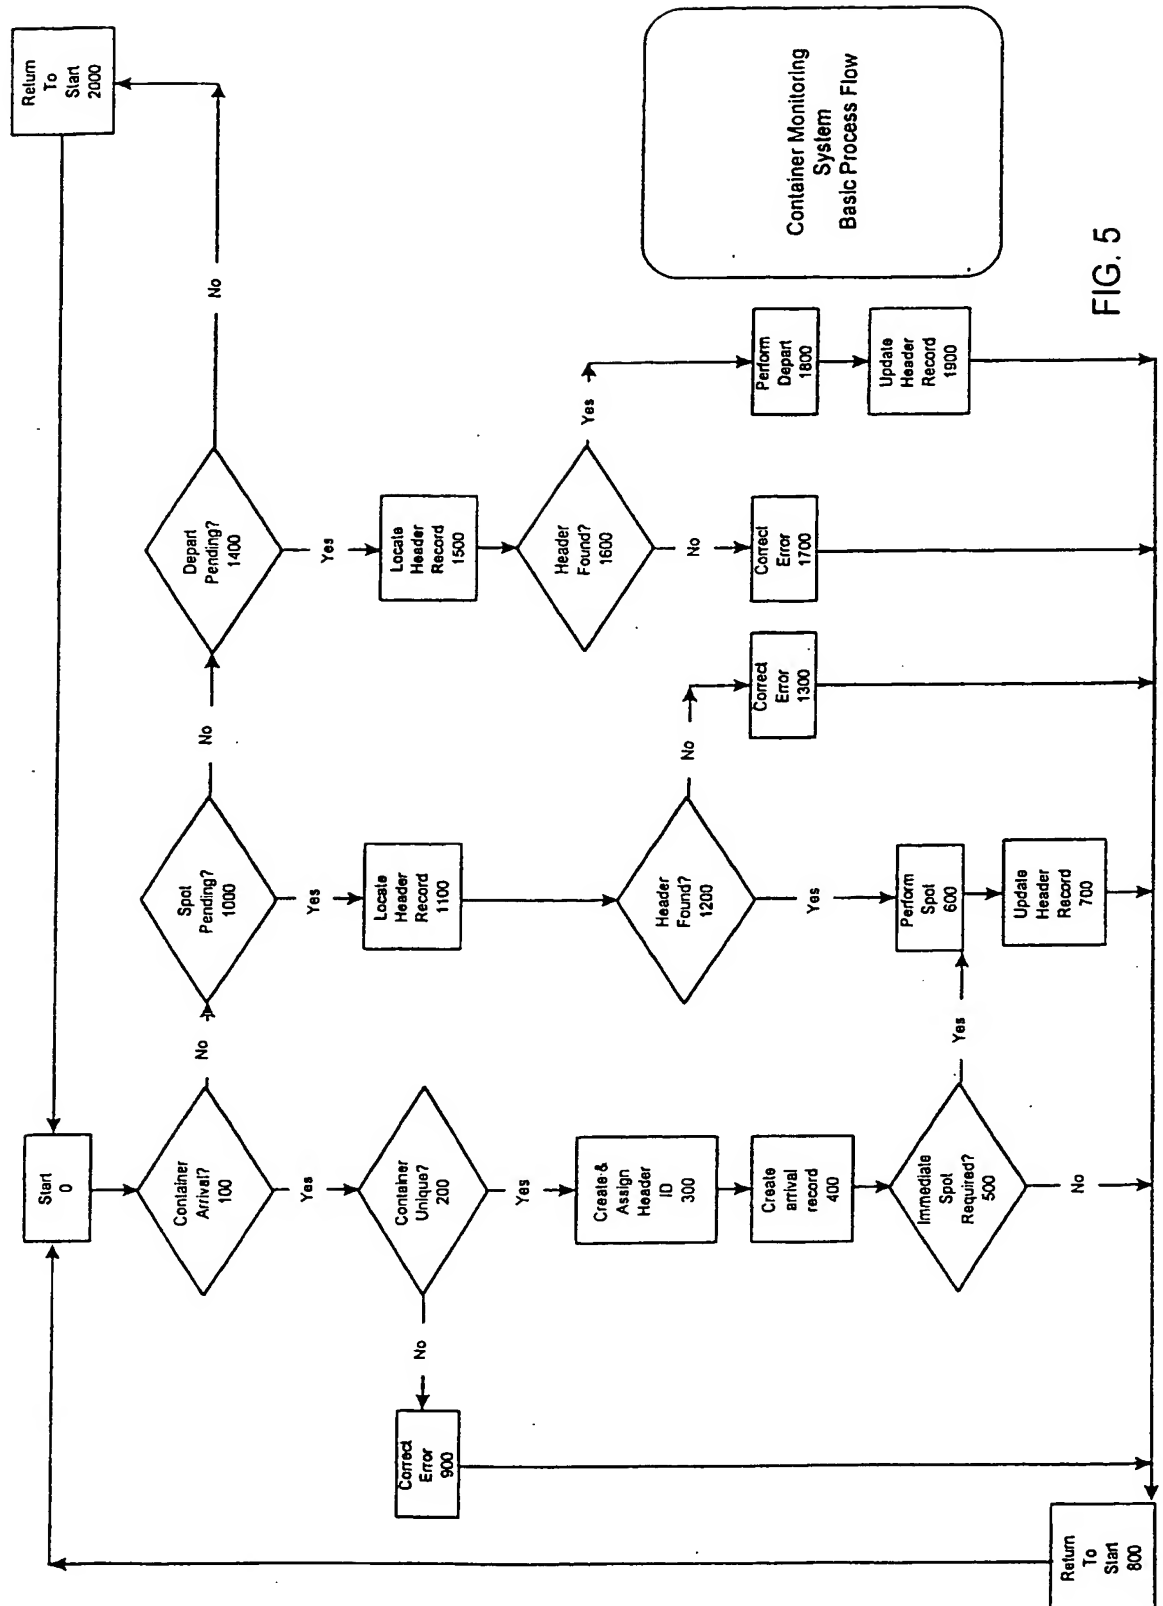 Start
0
Return
To
Start
2000
Container
Arrival?
100
No
Spot
Pending?
1000
No
Depart
Pending?
1400
No
Yes
Yes
Yes
Correct
Error
900
No
Container
Unique?
200
Locate
Header
Record
1100
Locate
Header
Record
1500
Yes
Create &
Assign
Header
ID
300
Header
Found?
1600
Yes
No
Header
Found?
1200
No
Create
arrival
record
400
Correct
Error
1300
Correct
Error
1700
Perform
Depart
1800
Yes
Immediate
Spot
Required?
500
Yes
Perform
Spot
600
Update
Header
Record
1900
No
Update
Header
Record
700
Return
To
Start
800
Container Monitoring
System
Basic Process Flow
FIG. 5